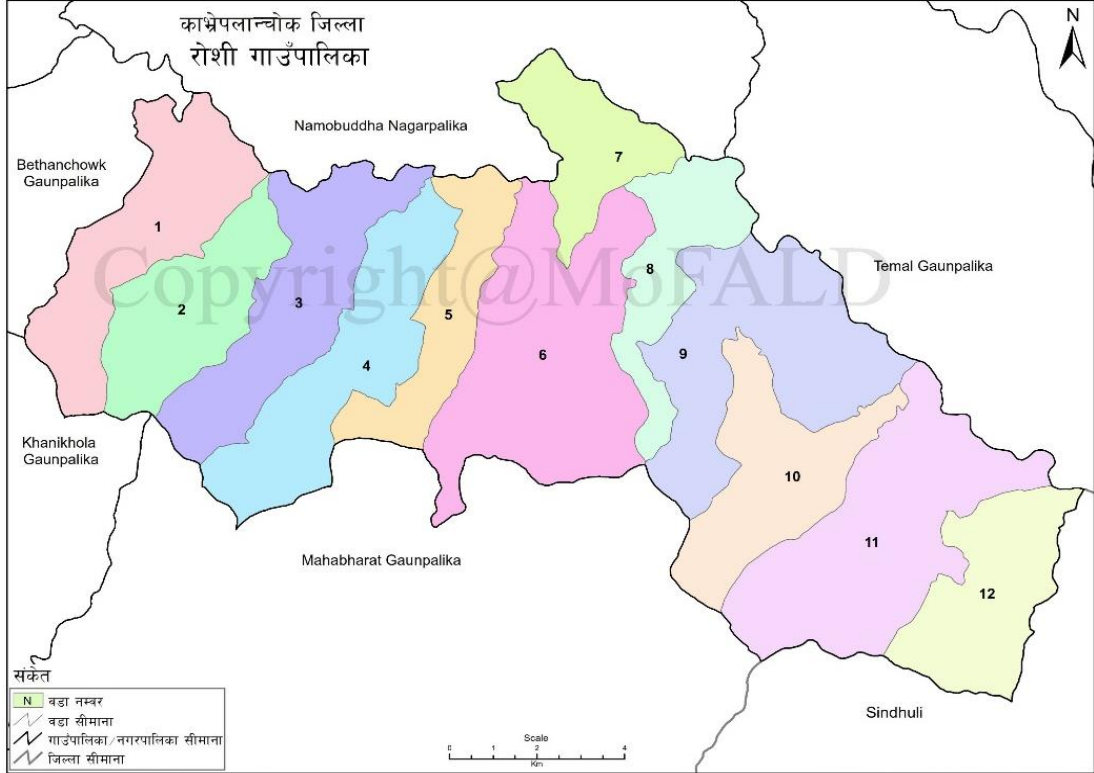 काभ्रेपलान्चोक जिल्ला
रोशी गाउँपालिका
N
Namobuddha Nagarpalika
Bethanchowk
Gaunpalika
7
1
8
Temal Gaunpalika
Copyright@MoFALD
2
3
5
4
6
9
Khanikhola
Gaunpalika
10
11
Mahabharat Gaunpalika
12
Sindhuli
संकेत
N वडा नम्बर
वडा सीमाना
गाउँपालिका/नगरपालिका सीमाना
जिल्ला सीमाना
Scale
0 1 2 4
Km